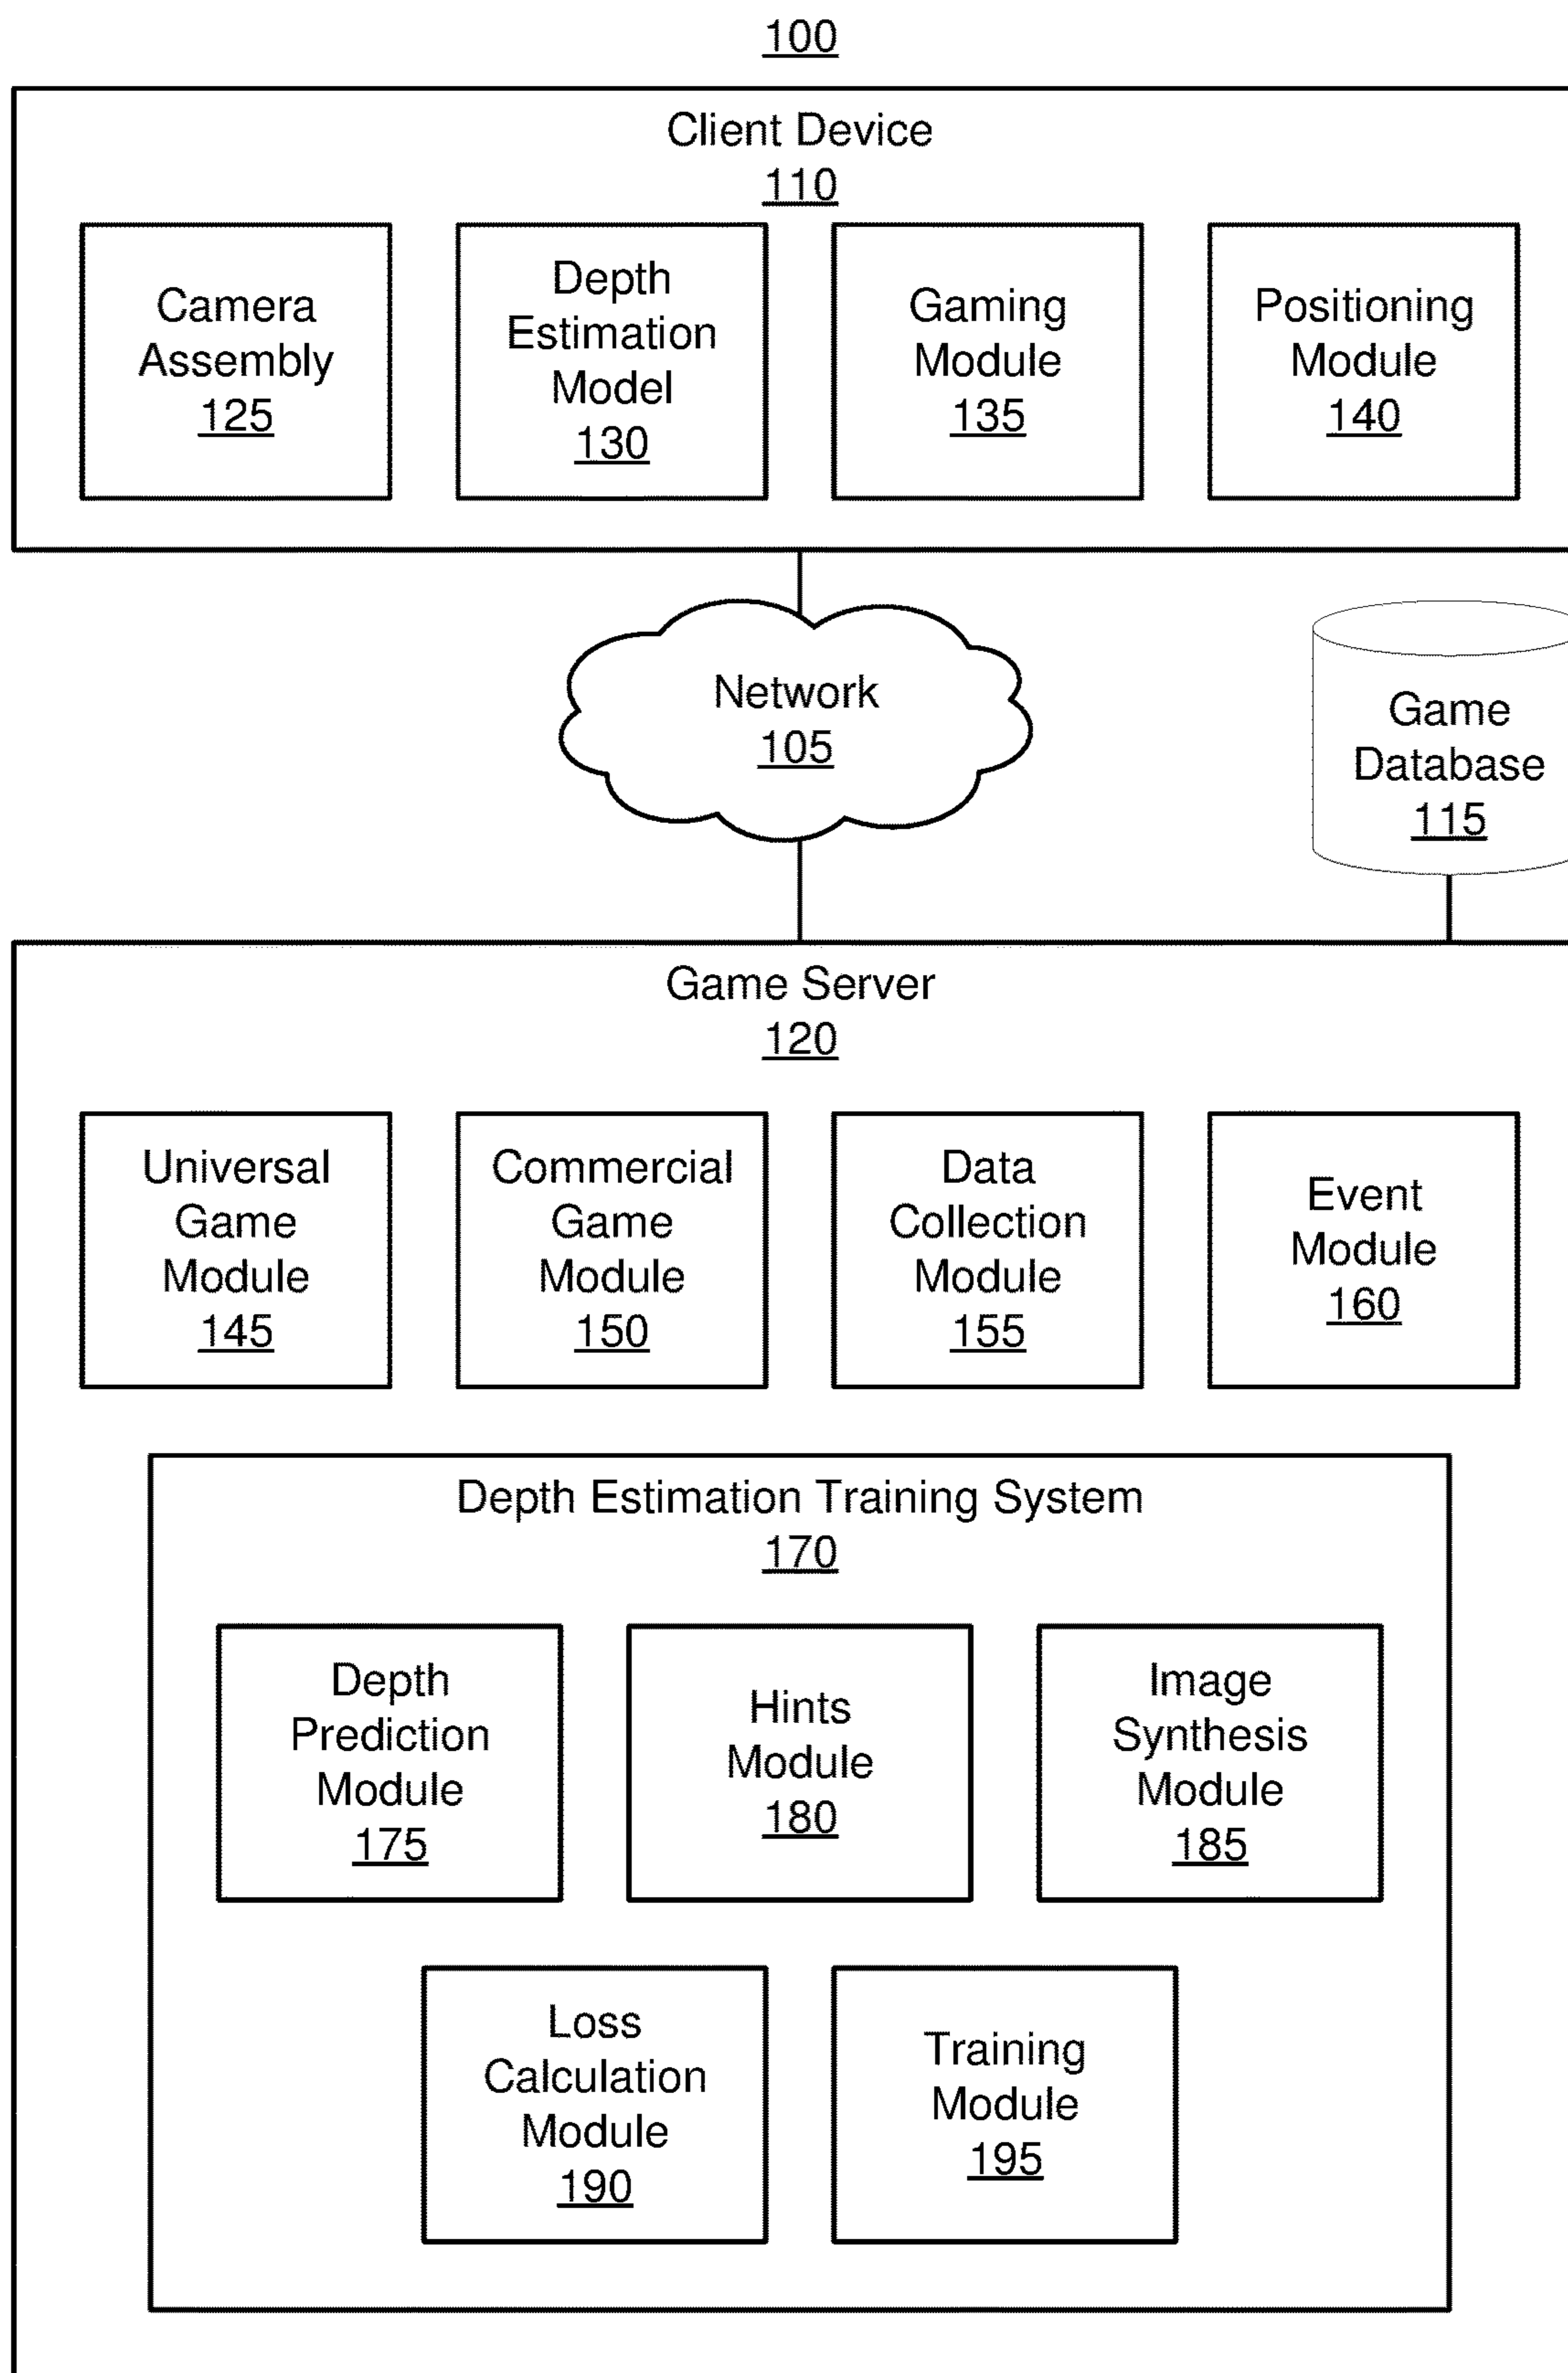 100
Client Device
110
Camera
Assembly
125
Depth
Estimation
Model
130
Gaming
Module
135
Positioning
Module
140
Network
105
Game
Database
115
Game Server
120
Universal
Game
Module
145
Commercial
Game
Module
150
Data
Collection
Module
155
Event
Module
160
Depth Estimation Training System
170
Depth
Prediction
Module
175
Hints
Module
180
Image
Synthesis
Module
185
Loss
Calculation
Module
190
Training
Module
195